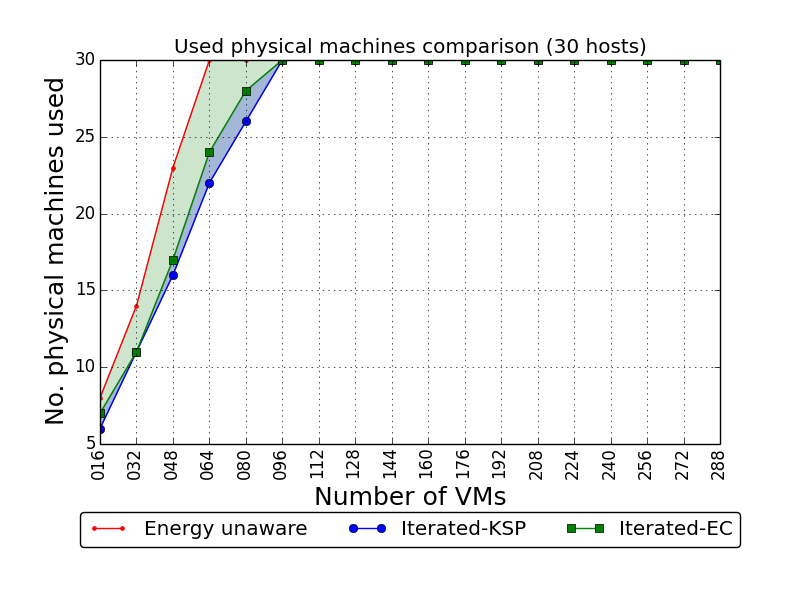 Used physical machines comparison (30 hosts)
No. physical machines used
30
25
20
15
10
5
016 032 048 064 080 096 112 128 144 160 176 192 208 224 240 256 272 288
Number of VMs
Energy unaware Iterated-KSP Iterated-EC